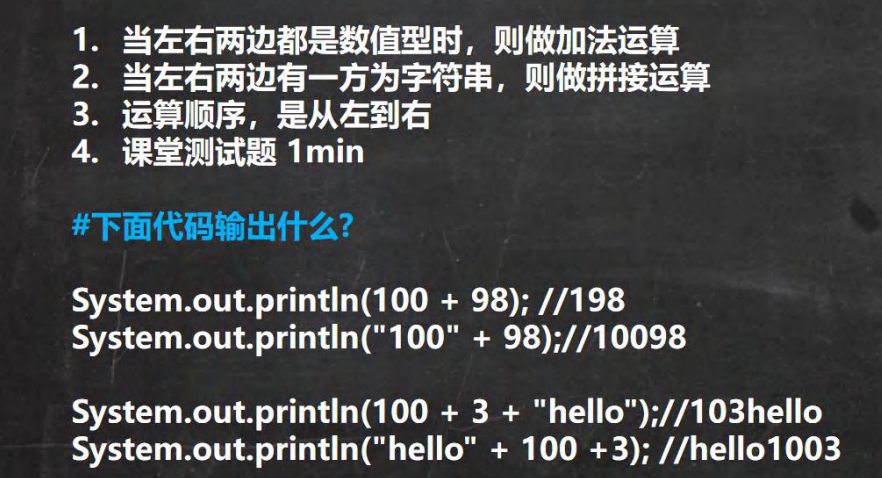 1. 当左右两边都是数值型时，则做加法运算
2. 当左右两边有一方为字符串，则做拼接运算
3. 运算顺序，是从左到右
4. 课堂测试题 1min
#下面代码输出什么?
System.out.println(100 + 98); //198
System.out.println("100" + 98);//10098
System.out.println(100 + 3 + "hello");//103hello
System.out.println("hello" + 100 +3); //hello1003